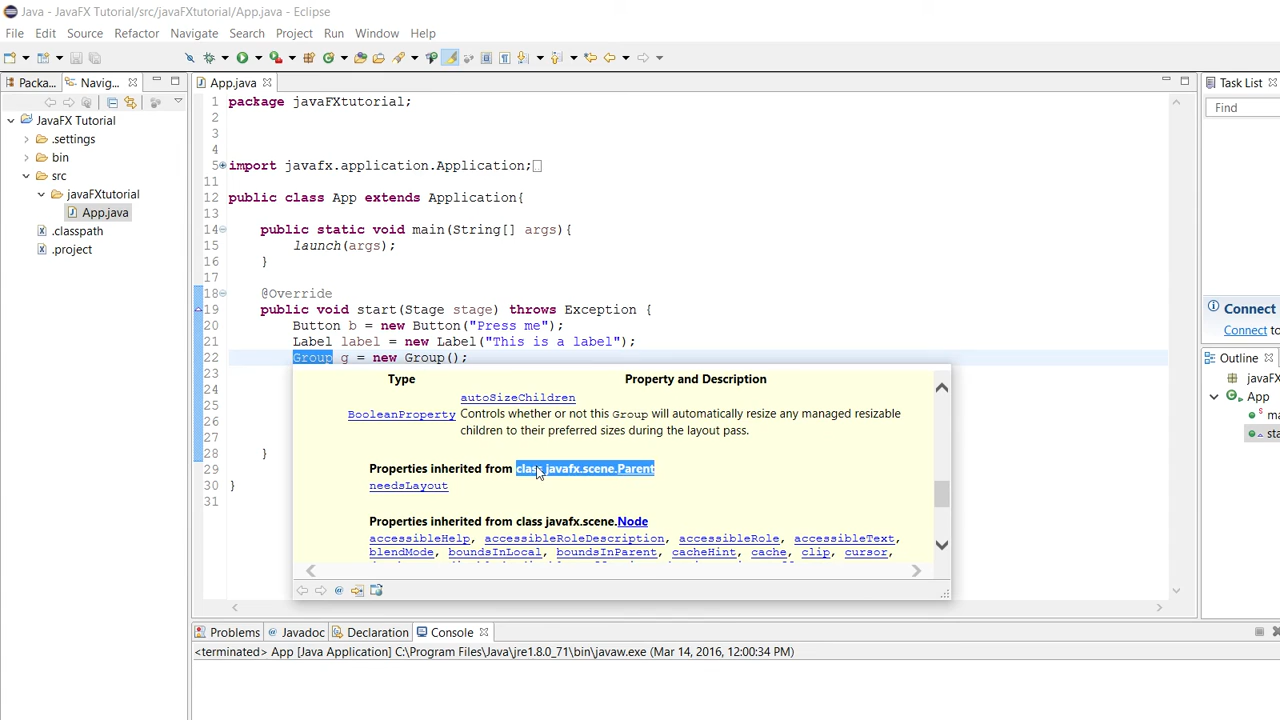 Java - JavaFX Tutorial/src/javaFXtutorial/App.java - Eclipse
File Edit Source Refactor Navigate Search Project Run Window Help
Packa... Navig... App.java Task List
Find
JavaFX Tutorial
.settings
bin
src
javaFXtutorial
App.java
.classpath
.project
1 package javaFXtutorial;
2
3
4
5 import javafx.application.Application;
11
12 public class App extends Application{
13
14 public static void main(String[] args){
15 launch(args);
16 }
17
18 @Override
19 public void start(Stage stage) throws Exception {
20 Button b = new Button("Press me");
21 Label label = new Label("This is a label");
22 Group g = new Group();
23
24
25
26
28 }
29
30 }
31
Type Property and Description
autoSizeChildren
BooleanProperty Controls whether or not this Group will automatically resize any managed resizable
children to their preferred sizes during the layout pass.
Properties inherited from class javafx.scene.Parent
needsLayout
Properties inherited from class javafx.scene.Node
accessibleHelp, accessibleRoleDescription, accessibleRole, accessibleText,
blendMode, boundsInLocal, boundsInParent, cacheHint, cache, clip, cursor,
Connect
Connect to
Outline
javaF
App
ma
sta
Problems @ Javadoc Declaration Console
<terminated> App [Java Application] C:\Program Files\Java\jre1.8.0_71\bin\javaw.exe (Mar 14, 2016, 12:00:34 PM)